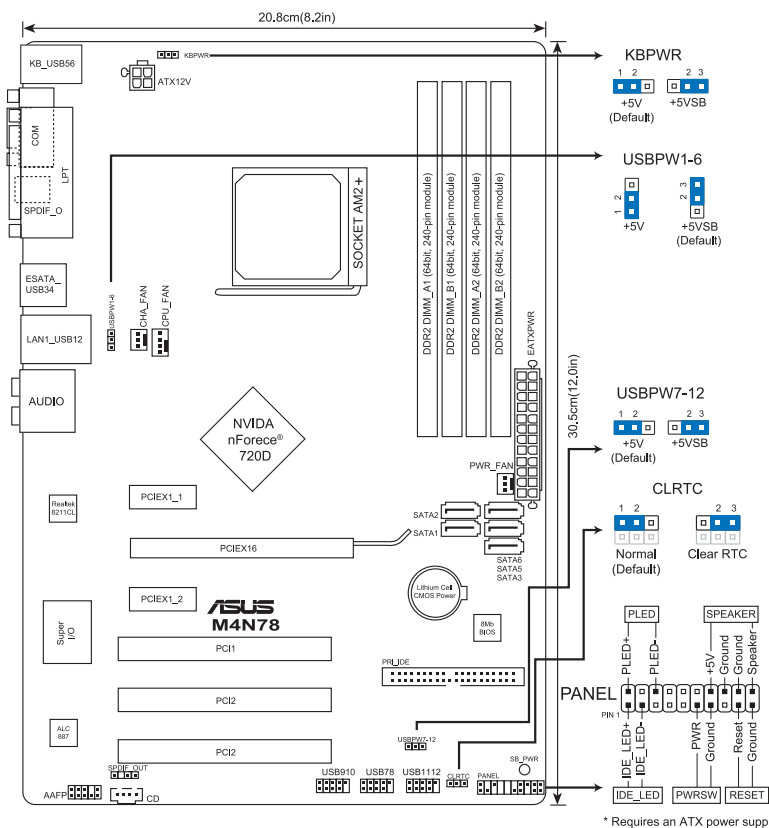 20.8cm(8.2in)
KB_USB56
KBPWR
ATX12V
KBPWR
1 2
2 3
+5V
(Default)
+5VSB
COM
LPT
SPDIF_O
SOCKET AM2+
DDR2 DIMM_A1 (64bit, 240-pin module)
DDR2 DIMM_B1 (64bit, 240-pin module)
DDR2 DIMM_A2 (64bit, 240-pin module)
DDR2 DIMM_B2 (64bit, 240-pin module)
USBPW1-6
1 2
2 3
+5V
+5VSB
(Default)
ESATA_
USB34
USBPW1-6
CHA_FAN
CPU_FAN
LAN1_USB12
EATXPWR
30.5cm(12.0in)
AUDIO
NVIDA
nForece®
720D
USBPW7-12
1 2
2 3
+5V
(Default)
+5VSB
PWR_FAN
CLRTC
1 2
2 3
Normal
(Default)
Clear RTC
Realtek
8211CL
PCIEX1_1
SATA2
SATA1
PCIEX16
SATA6
SATA5
SATA3
Lithium Cell
CMOS Power
PCIEX1_2
Super
I/O
ASUS
M4N78
8Mb
BIOS
PCI1
PRI_IDE
PCI2
ALC
887
PCI2
USBPW7-12
SPDIF_OUT
AAFP
CD
USB910
USB78
USB1112
CLRTC
PANEL
SB_PWR
PLED
SPEAKER
PLED+
PLED-
+5V
Ground
Ground
Speaker
PANEL
PIN 1
IDE_LED+
IDE_LED-
PWR
Ground
Reset
Ground
IDE_LED
PWRSW
RESET
* Requires an ATX power supp